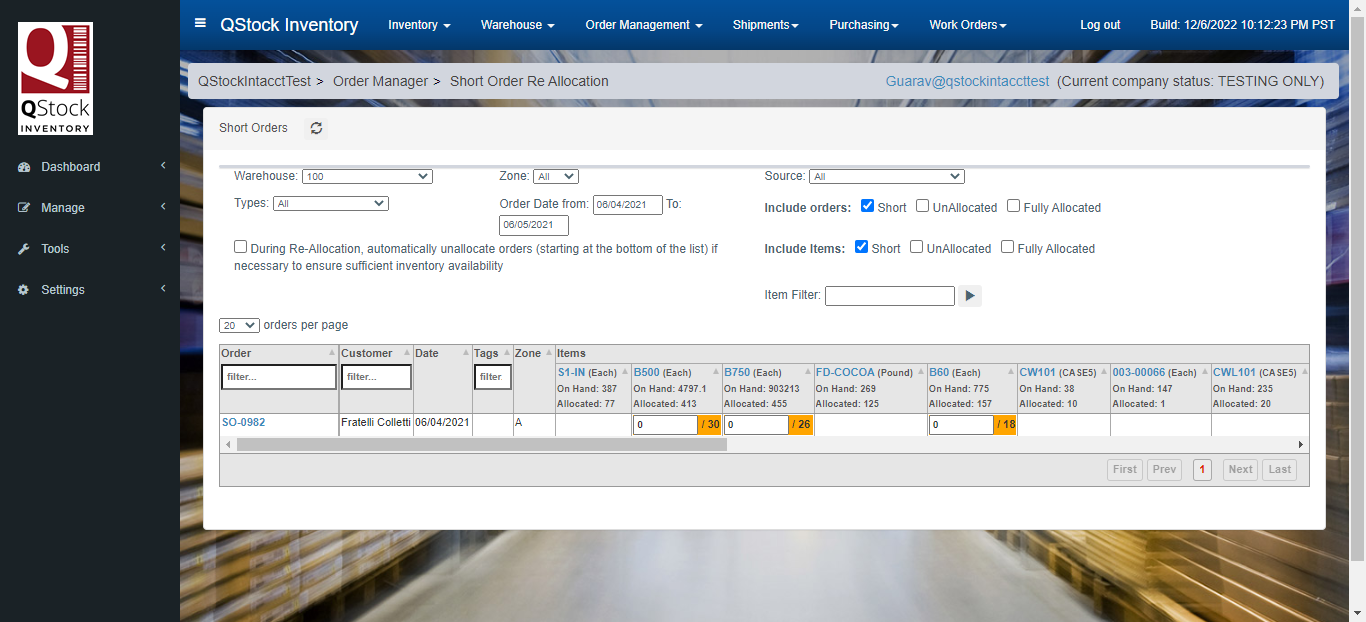 QStock
INVENTORY
QStock Inventory
Inventory
Warehouse
Order Management
Shipments
Purchasing
Work Orders
Log out
Build: 12/6/2022 10:12:23 PM PST
QStockIntacctTest > Order Manager > Short Order Re Allocation
Guarav@qstockintaccttest (Current company status: TESTING ONLY)
Dashboard
Manage
Tools
Settings
Short Orders
Warehouse: 100
Zone: All
Source: All
Types: All
Order Date from: 06/04/2021 To:
06/05/2021
Include orders: Short UnAllocated Fully Allocated
During Re-Allocation, automatically unallocate orders (starting at the bottom of the list) if
necessary to ensure sufficient inventory availability
Include Items: Short UnAllocated Fully Allocated
Item Filter:
20 orders per page
Order Customer Date Tags Zone Items
filter... filter... filter
S1-IN (Each) B500 (Each) B750 (Each) FD-COCOA (Pound) B60 (Each) CW101 (CASE5) 003-00066 (Each) CWL101 (CASE5)
On Hand: 387 On Hand: 4797.1 On Hand: 903213 On Hand: 269 On Hand: 775 On Hand: 38 On Hand: 147 On Hand: 235
Allocated: 77 Allocated: 413 Allocated: 455 Allocated: 125 Allocated: 157 Allocated: 10 Allocated: 1 Allocated: 20
SO-0982 Fratelli Colletti 06/04/2021 A 0 / 30 0 / 26 0 / 18
First Prev 1 Next Last